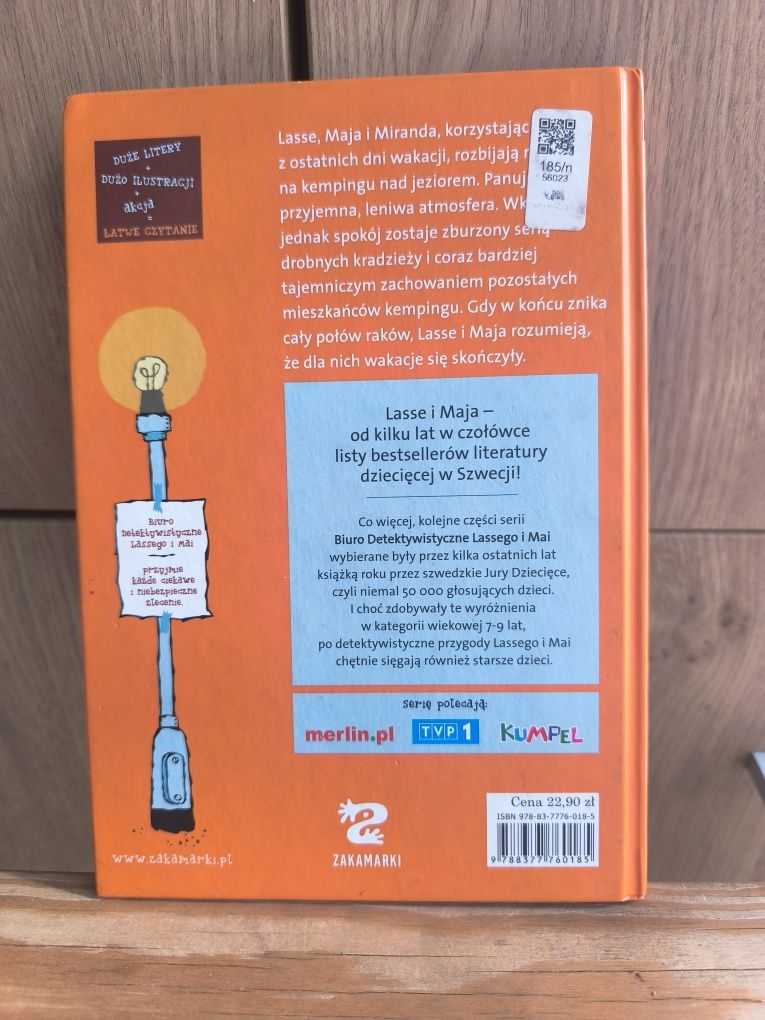 DUŻE LITERY
+
DUŻO ILUSTRACJI
+
akcja
=
ŁATWE CZYTANIE
Lasse, Maja i Miranda, korzystając
z ostatnich dni wakacji, rozbijają
na kempingu nad jeziorem.
przyjemna, leniwa atmosfera.
jednak spokój zostaje zburzony serią
drobnych kradzieży i coraz bardziej
tajemniczym zachowaniem pozostałych
mieszkańców kempingu. Gdy w końcu znika
cały połów raków, Lasse i Maja rozumieją,
że dla nich wakacje się skończyły.
185/n
56023
Lasse i Maja –
od kilku lat w czołówce
listy bestsellerów literatury
dziecięcej w Szwecji!
Co więcej, kolejne części serii
Biuro Detektywistyczne Lassego i Mai
wybierane były przez kilka ostatnich lat
książką roku przez szwedzkie Jury Dziecięce,
czyli niemal 50 000 głosujących dzieci.
I choć zdobywały te wyróżnienia
w kategorii wiekowej 7-9 lat,
po detektywistyczne przygody Lassego i Mai
chętnie sięgają również starsze dzieci.
Biuro
Detektywistyczne
Lassego i Mai
przyjmie
każde ciekawe
i niebezpieczne
zlecenie.
serię polecają:
merlin.pl
TVP 1
KUMPEL
www.zakamarki.pl
ZAKAMARKI
Cena 22,90 zł
ISBN 978-83-7776-018-5
9 788377 760185